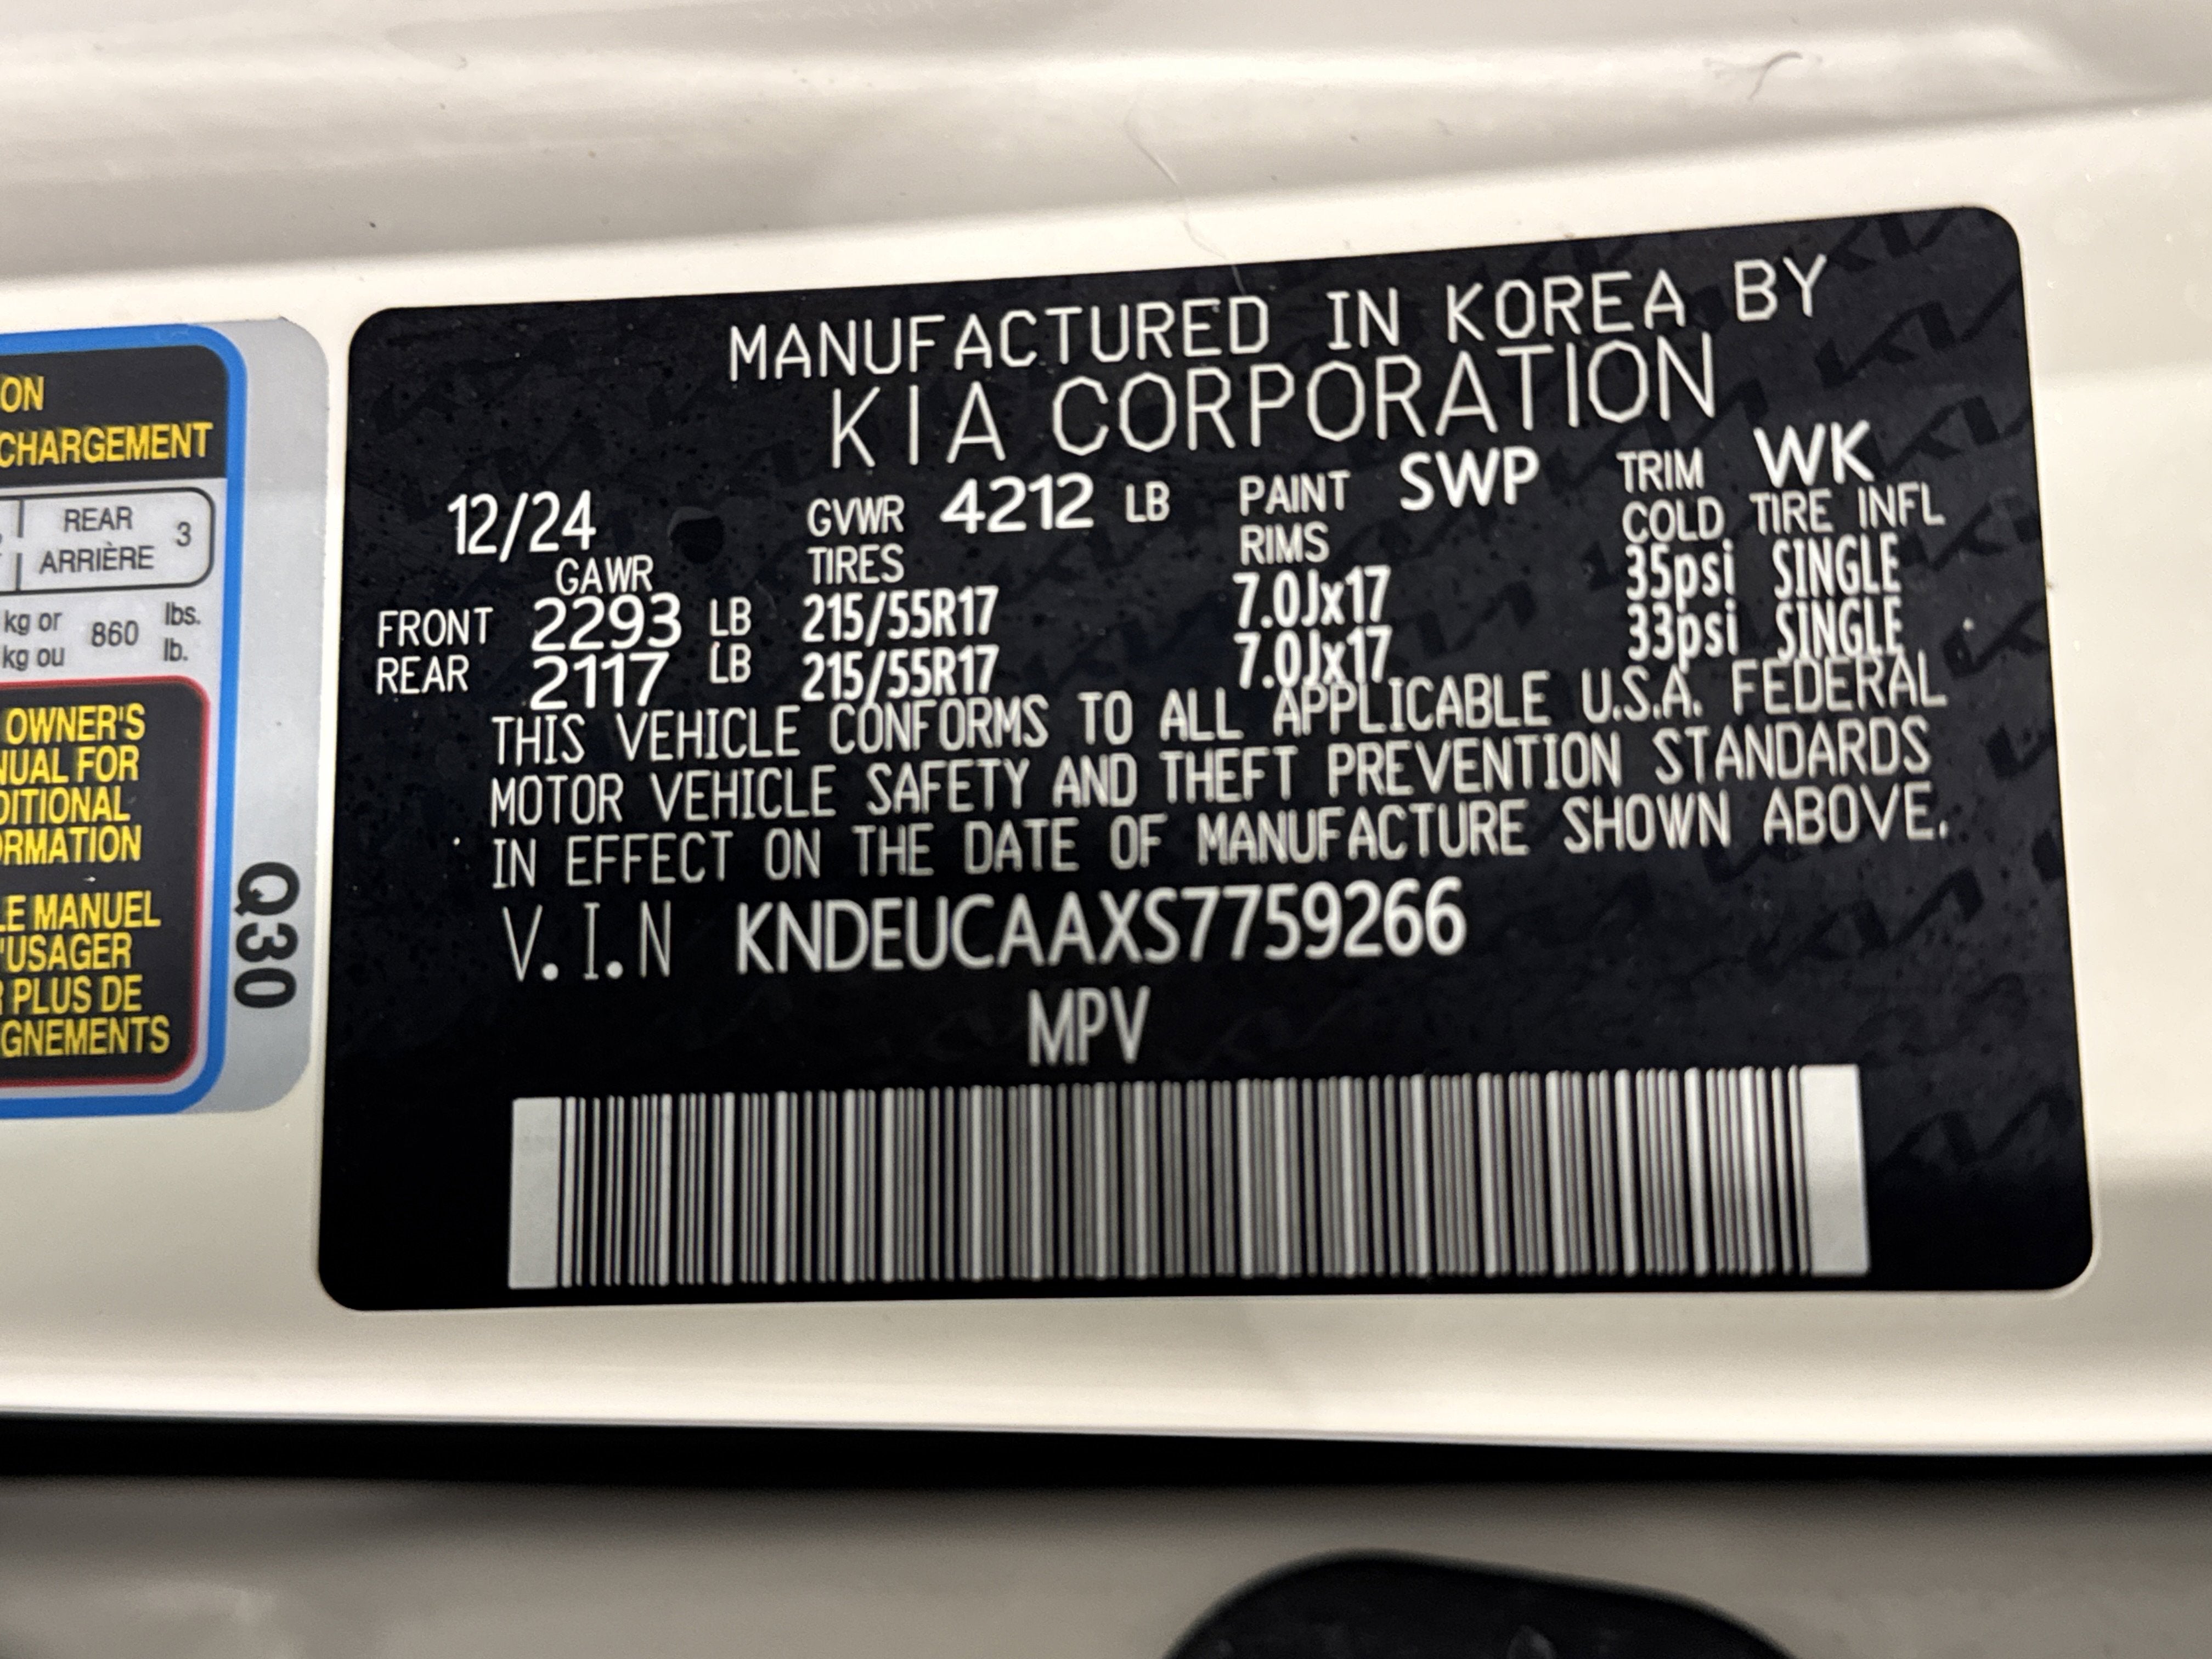 MANUFACTURED IN KOREA BY
KIA CORPORATION
12/24 GVWR 4212 LB PAINT SWP TRIM WK
GAWR TIRES RIMS COLD TIRE INFL
FRONT 2293 LB 215/55R17 7.0Jx17 35psi SINGLE
REAR 2117 LB 215/55R17 7.0Jx17 33psi SINGLE
THIS VEHICLE CONFORMS TO ALL APPLICABLE U.S.A. FEDERAL
MOTOR VEHICLE SAFETY AND THEFT PREVENTION STANDARDS
IN EFFECT ON THE DATE OF MANUFACTURE SHOWN ABOVE.
V.I.N KNDEUCAAXS7759266
MPV
ON
CHARGEMENT
REAR 3
ARRIÈRE
kg or 860 lbs.
kg ou lb.
OWNER'S
NUAL FOR
DITIONAL
ORMATION
LE MANUEL
'USAGER
R PLUS DE
GNEMENTS
Q30